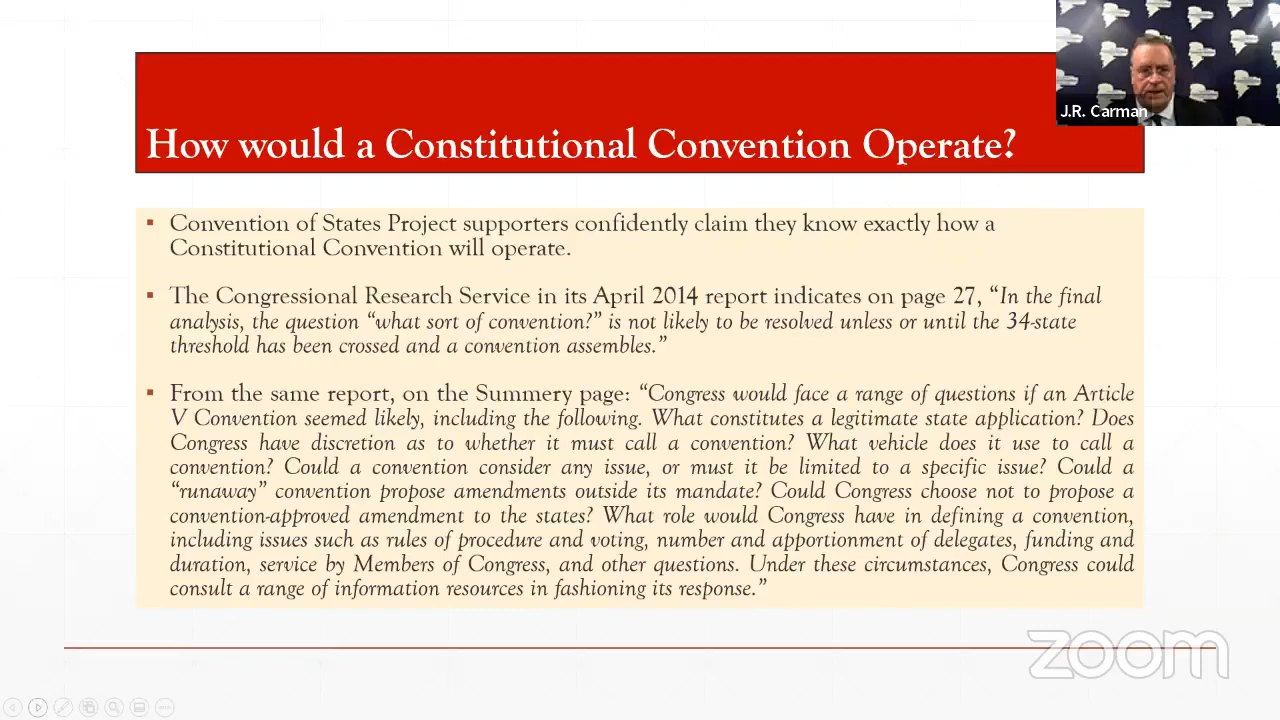 How would a Constitutional Convention Operate?
J.R. Carman
▪ Convention of States Project supporters confidently claim they know exactly how a
Constitutional Convention will operate.
▪ The Congressional Research Service in its April 2014 report indicates on page 27, “In the final
analysis, the question “what sort of convention?” is not likely to be resolved unless or until the 34-state
threshold has been crossed and a convention assembles.”
▪ From the same report, on the Summery page: “Congress would face a range of questions if an Article
V Convention seemed likely, including the following. What constitutes a legitimate state application? Does
Congress have discretion as to whether it must call a convention? What vehicle does it use to call a
convention? Could a convention consider any issue, or must it be limited to a specific issue? Could a
“runaway” convention propose amendments outside its mandate? Could Congress choose not to propose a
convention-approved amendment to the states? What role would Congress have in defining a convention,
including issues such as rules of procedure and voting, number and apportionment of delegates, funding and
duration, service by Members of Congress, and other questions. Under these circumstances, Congress could
consult a range of information resources in fashioning its response.”
zoom